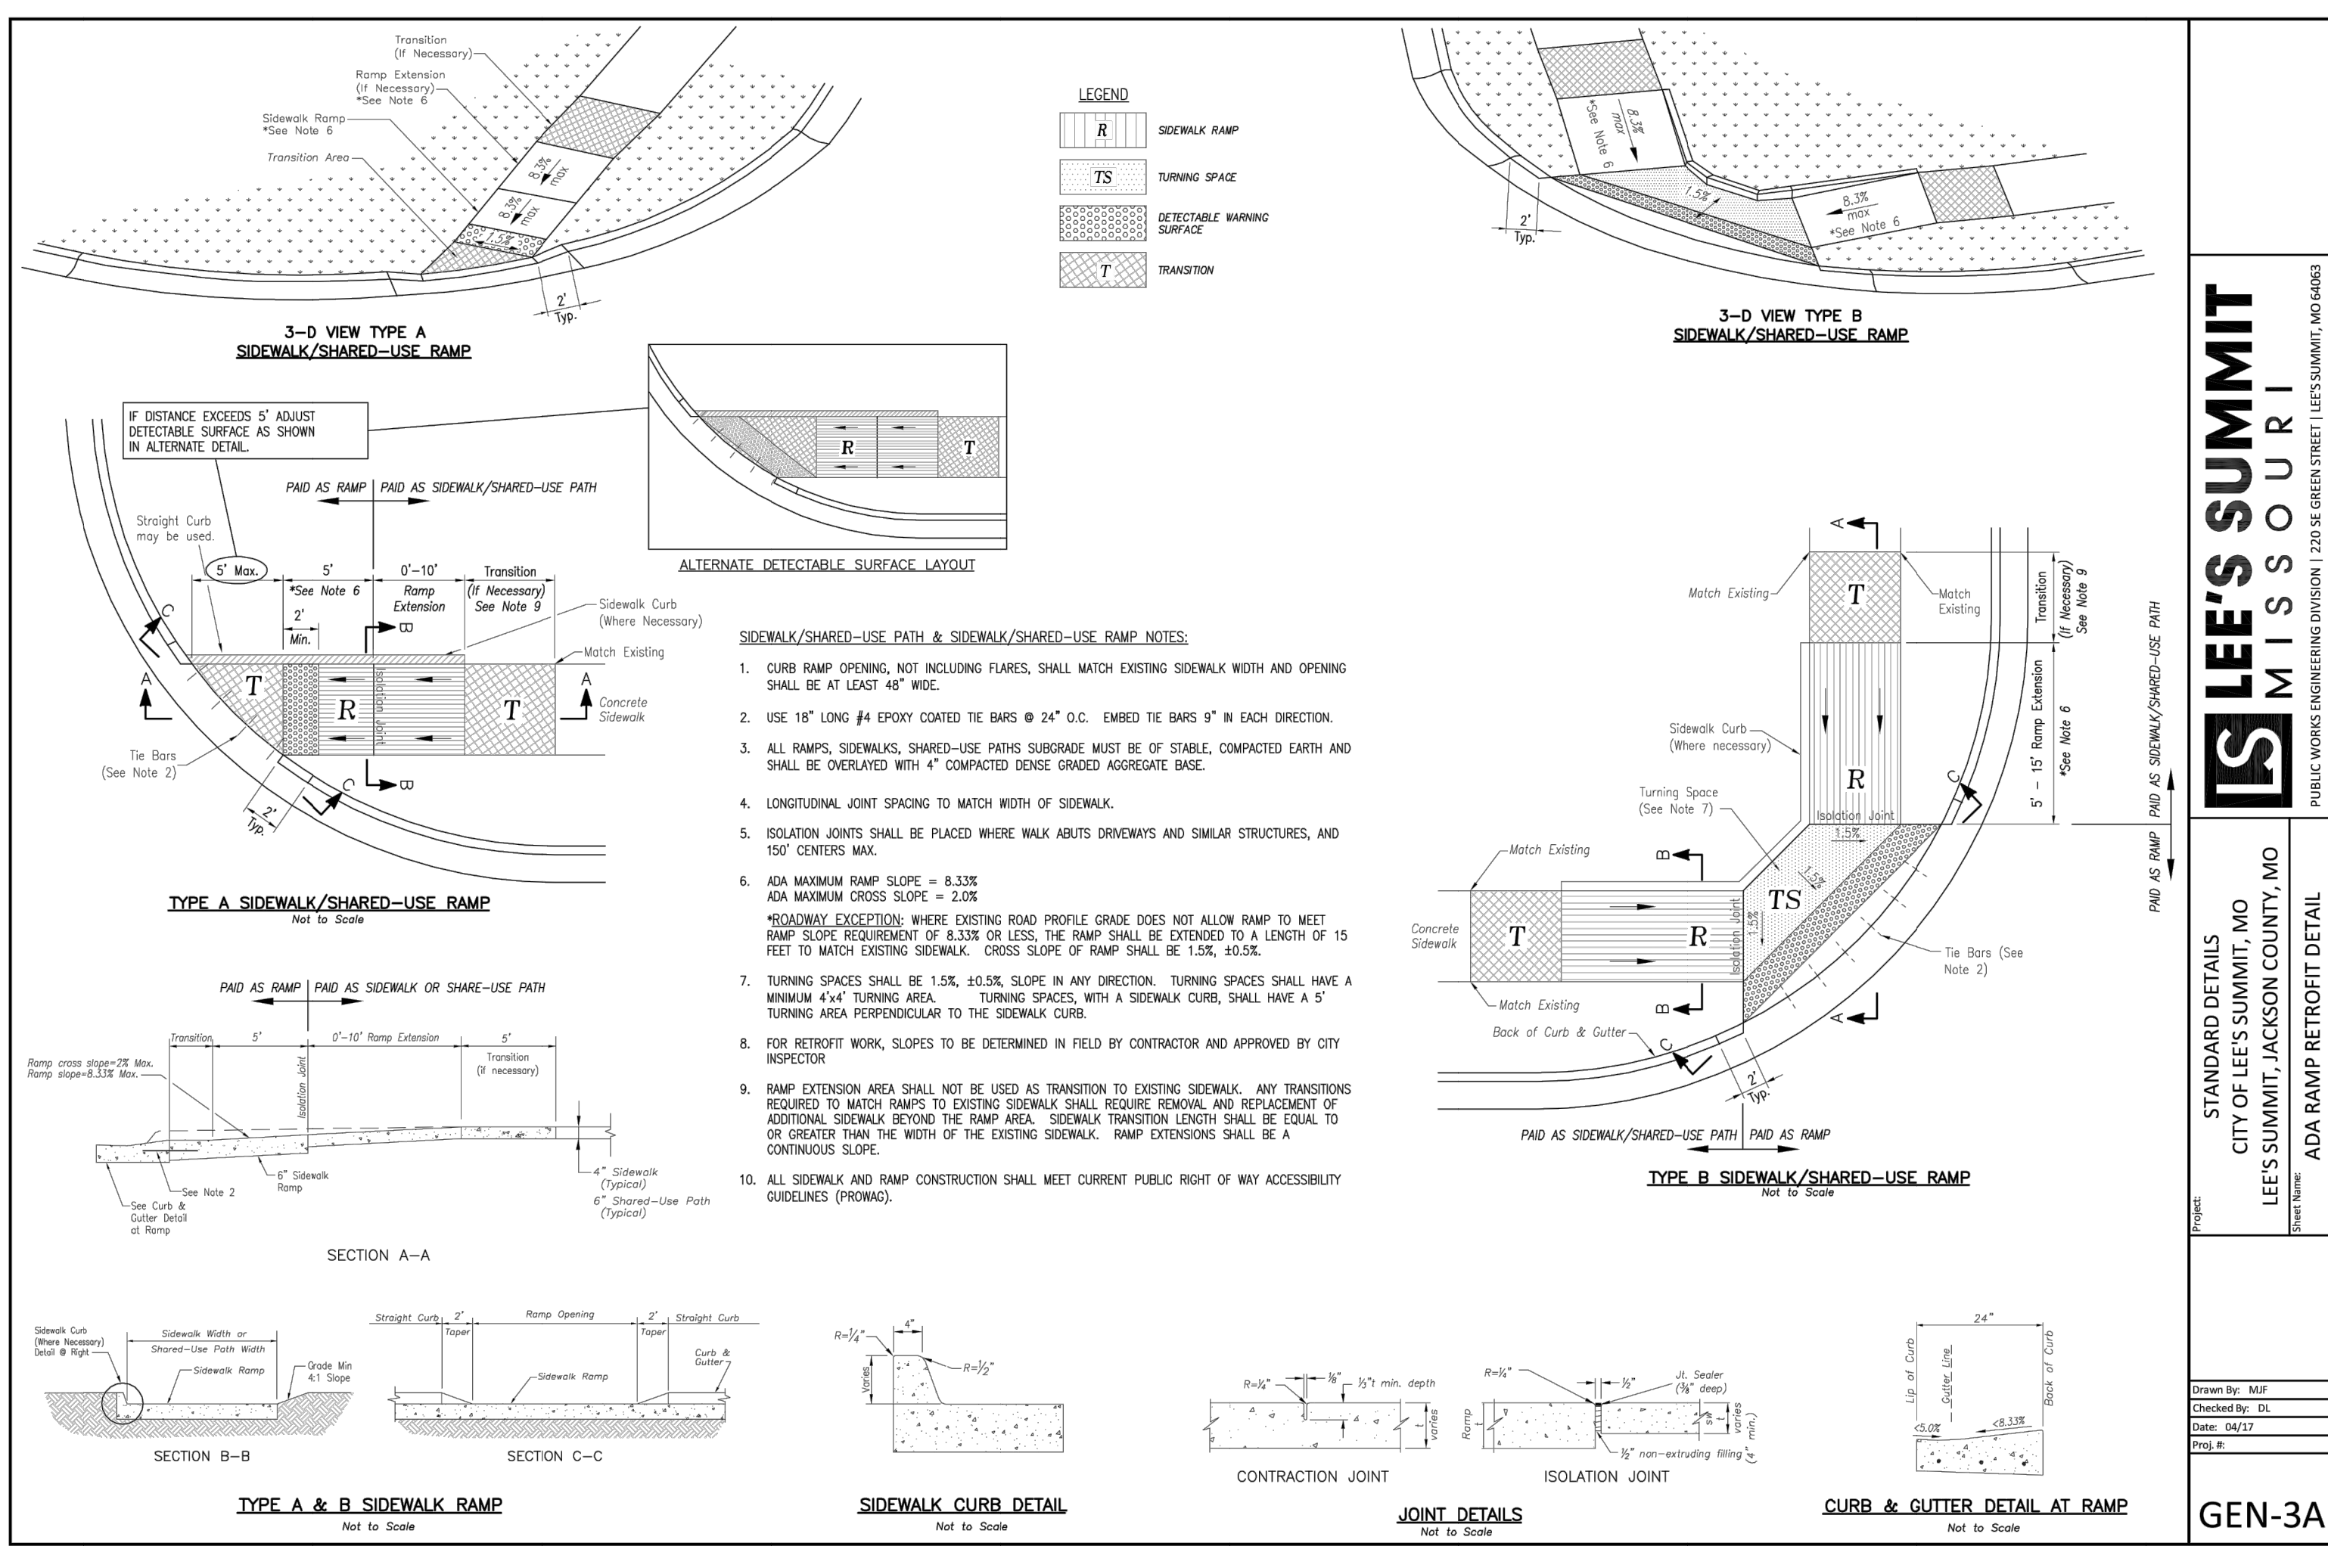 Transition
(If Necessary)
Ramp Extension
(If Necessary)
*See Note 6
Sidewalk Ramp
*See Note 6
Transition Area
8.3%
max
8.3%
max
1.5%
2'
Typ.
3-D VIEW TYPE A
SIDEWALK/SHARED-USE RAMP
LEGEND
R
SIDEWALK RAMP
TS
TURNING SPACE
DETECTABLE WARNING
SURFACE
T
TRANSITION
8.3%
max
*See Note 6
1.5%
8.3%
max
*See Note 6
2'
Typ.
3-D VIEW TYPE B
SIDEWALK/SHARED-USE RAMP
IF DISTANCE EXCEEDS 5' ADJUST
DETECTABLE SURFACE AS SHOWN
IN ALTERNATE DETAIL.
R
T
ALTERNATE DETECTABLE SURFACE LAYOUT
PAID AS RAMP
PAID AS SIDEWALK/SHARED-USE PATH
Straight Curb
may be used.
5' Max.
5'
*See Note 6
0'-10'
Ramp
Extension
Transition
(If Necessary)
See Note 9
2'
Min.
Sidewalk Curb
(Where Necessary)
Match Existing
Concrete
Sidewalk
C
B
A
T
R
Isolation Joint
T
A
B
C
Tie Bars
(See Note 2)
2'
Typ.
TYPE A SIDEWALK/SHARED-USE RAMP
Not to Scale
PAID AS RAMP
PAID AS SIDEWALK OR SHARE-USE PATH
Transition
5'
0'-10' Ramp Extension
5'
Transition
(if necessary)
Ramp cross slope=2% Max.
Ramp slope=8.33% Max.
Isolation Joint
6" Sidewalk
Ramp
See Note 2
See Curb &
Gutter Detail
at Ramp
4" Sidewalk
(Typical)
6" Shared-Use Path
(Typical)
SECTION A-A
SIDEWALK/SHARED-USE PATH & SIDEWALK/SHARED-USE RAMP NOTES:
1. CURB RAMP OPENING, NOT INCLUDING FLARES, SHALL MATCH EXISTING SIDEWALK WIDTH AND OPENING
SHALL BE AT LEAST 48" WIDE.
2. USE 18" LONG #4 EPOXY COATED TIE BARS @ 24" O.C. EMBED TIE BARS 9" IN EACH DIRECTION.
3. ALL RAMPS, SIDEWALKS, SHARED-USE PATHS SUBGRADE MUST BE OF STABLE, COMPACTED EARTH AND
SHALL BE OVERLAYED WITH 4" COMPACTED DENSE GRADED AGGREGATE BASE.
4. LONGITUDINAL JOINT SPACING TO MATCH WIDTH OF SIDEWALK.
5. ISOLATION JOINTS SHALL BE PLACED WHERE WALK ABUTS DRIVEWAYS AND SIMILAR STRUCTURES, AND
150' CENTERS MAX.
6. ADA MAXIMUM RAMP SLOPE = 8.33%
ADA MAXIMUM CROSS SLOPE = 2.0%
*ROADWAY EXCEPTION: WHERE EXISTING ROAD PROFILE GRADE DOES NOT ALLOW RAMP TO MEET
RAMP SLOPE REQUIREMENT OF 8.33% OR LESS, THE RAMP SHALL BE EXTENDED TO A LENGTH OF 15
FEET TO MATCH EXISTING SIDEWALK. CROSS SLOPE OF RAMP SHALL BE 1.5%, ±0.5%.
7. TURNING SPACES SHALL BE 1.5%, ±0.5%, SLOPE IN ANY DIRECTION. TURNING SPACES SHALL HAVE A
MINIMUM 4'x4' TURNING AREA. TURNING SPACES, WITH A SIDEWALK CURB, SHALL HAVE A 5'
TURNING AREA PERPENDICULAR TO THE SIDEWALK CURB.
8. FOR RETROFIT WORK, SLOPES TO BE DETERMINED IN FIELD BY CONTRACTOR AND APPROVED BY CITY
INSPECTOR
9. RAMP EXTENSION AREA SHALL NOT BE USED AS TRANSITION TO EXISTING SIDEWALK. ANY TRANSITIONS
REQUIRED TO MATCH RAMPS TO EXISTING SIDEWALK SHALL REQUIRE REMOVAL AND REPLACEMENT OF
ADDITIONAL SIDEWALK BEYOND THE RAMP AREA. SIDEWALK TRANSITION LENGTH SHALL BE EQUAL TO
OR GREATER THAN THE WIDTH OF THE EXISTING SIDEWALK. RAMP EXTENSIONS SHALL BE A
CONTINUOUS SLOPE.
10. ALL SIDEWALK AND RAMP CONSTRUCTION SHALL MEET CURRENT PUBLIC RIGHT OF WAY ACCESSIBILITY
GUIDELINES (PROWAG).
A
Match Existing
T
Match
Existing
Transition
(If Necessary)
See Note 9
Sidewalk Curb
(Where necessary)
R
5' - 15' Ramp Extension
*See Note 6
Turning Space
(See Note 7)
Isolation Joint
1.5%
C
PAID AS SIDEWALK/SHARED-USE PATH
PAID AS RAMP
Match Existing
B
1.5%
TS
1.5%
Concrete
Sidewalk
T
R
Isolation Joint
Tie Bars (See
Note 2)
Match Existing
B
A
Back of Curb & Gutter
C
2'
Typ.
PAID AS SIDEWALK/SHARED-USE PATH
PAID AS RAMP
TYPE B SIDEWALK/SHARED-USE RAMP
Not to Scale
Sidewalk Curb
(Where Necessary)
Detail @ Right
Sidewalk Width or
Shared-Use Path Width
Sidewalk Ramp
Grade Min
4:1 Slope
SECTION B-B
Straight Curb
2'
Taper
Ramp Opening
2'
Taper
Straight Curb
Curb &
Gutter
Sidewalk Ramp
SECTION C-C
TYPE A & B SIDEWALK RAMP
Not to Scale
4"
R=1/4"
R=1/2"
Varies
SIDEWALK CURB DETAIL
Not to Scale
R=1/4"
1/8"
1/3"t min. depth
t
varies
CONTRACTION JOINT
R=1/4"
1/2"
Jt. Sealer
(3/8" deep)
Ramp
t
SW t
varies
(4" min.)
1/2" non-extruding filling
ISOLATION JOINT
JOINT DETAILS
Not to Scale
24"
Lip of Curb
Gutter Line
Back of Curb
<5.0%
<8.33%
CURB & GUTTER DETAIL AT RAMP
Not to Scale
LS
LEE'S SUMMIT
MISSOURI
PUBLIC WORKS ENGINEERING DIVISION | 220 SE GREEN STREET | LEE'S SUMMIT, MO 64063
Project:
STANDARD DETAILS
CITY OF LEE'S SUMMIT, MO
LEE'S SUMMIT, JACKSON COUNTY, MO
Sheet Name:
ADA RAMP RETROFIT DETAIL
Drawn By: MJF
Checked By: DL
Date: 04/17
Proj. #:
GEN-3A